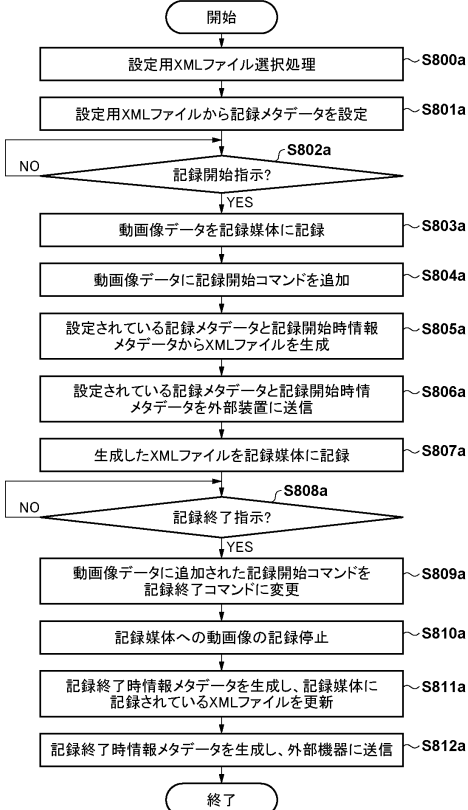 開始
設定用XMLファイル選択処理
S800a
設定用XMLファイルから記録メタデータを設定
S801a
S802a
記録開始指示?
NO
YES
動画像データを記録媒体に記録
S803a
動画像データに記録開始コマンドを追加
S804a
設定されている記録メタデータと記録開始時情報
メタデータからXMLファイルを生成
S805a
設定されている記録メタデータと記録開始時情
メタデータを外部装置に送信
S806a
生成したXMLファイルを記録媒体に記録
S807a
S808a
記録終了指示?
NO
YES
動画像データに追加された記録開始コマンドを
記録終了コマンドに変更
S809a
記録媒体への動画像の記録停止
S810a
記録終了時情報メタデータを生成し、記録媒体に
記録されているXMLファイルを更新
S811a
記録終了時情報メタデータを生成し、外部機器に送信
S812a
終了